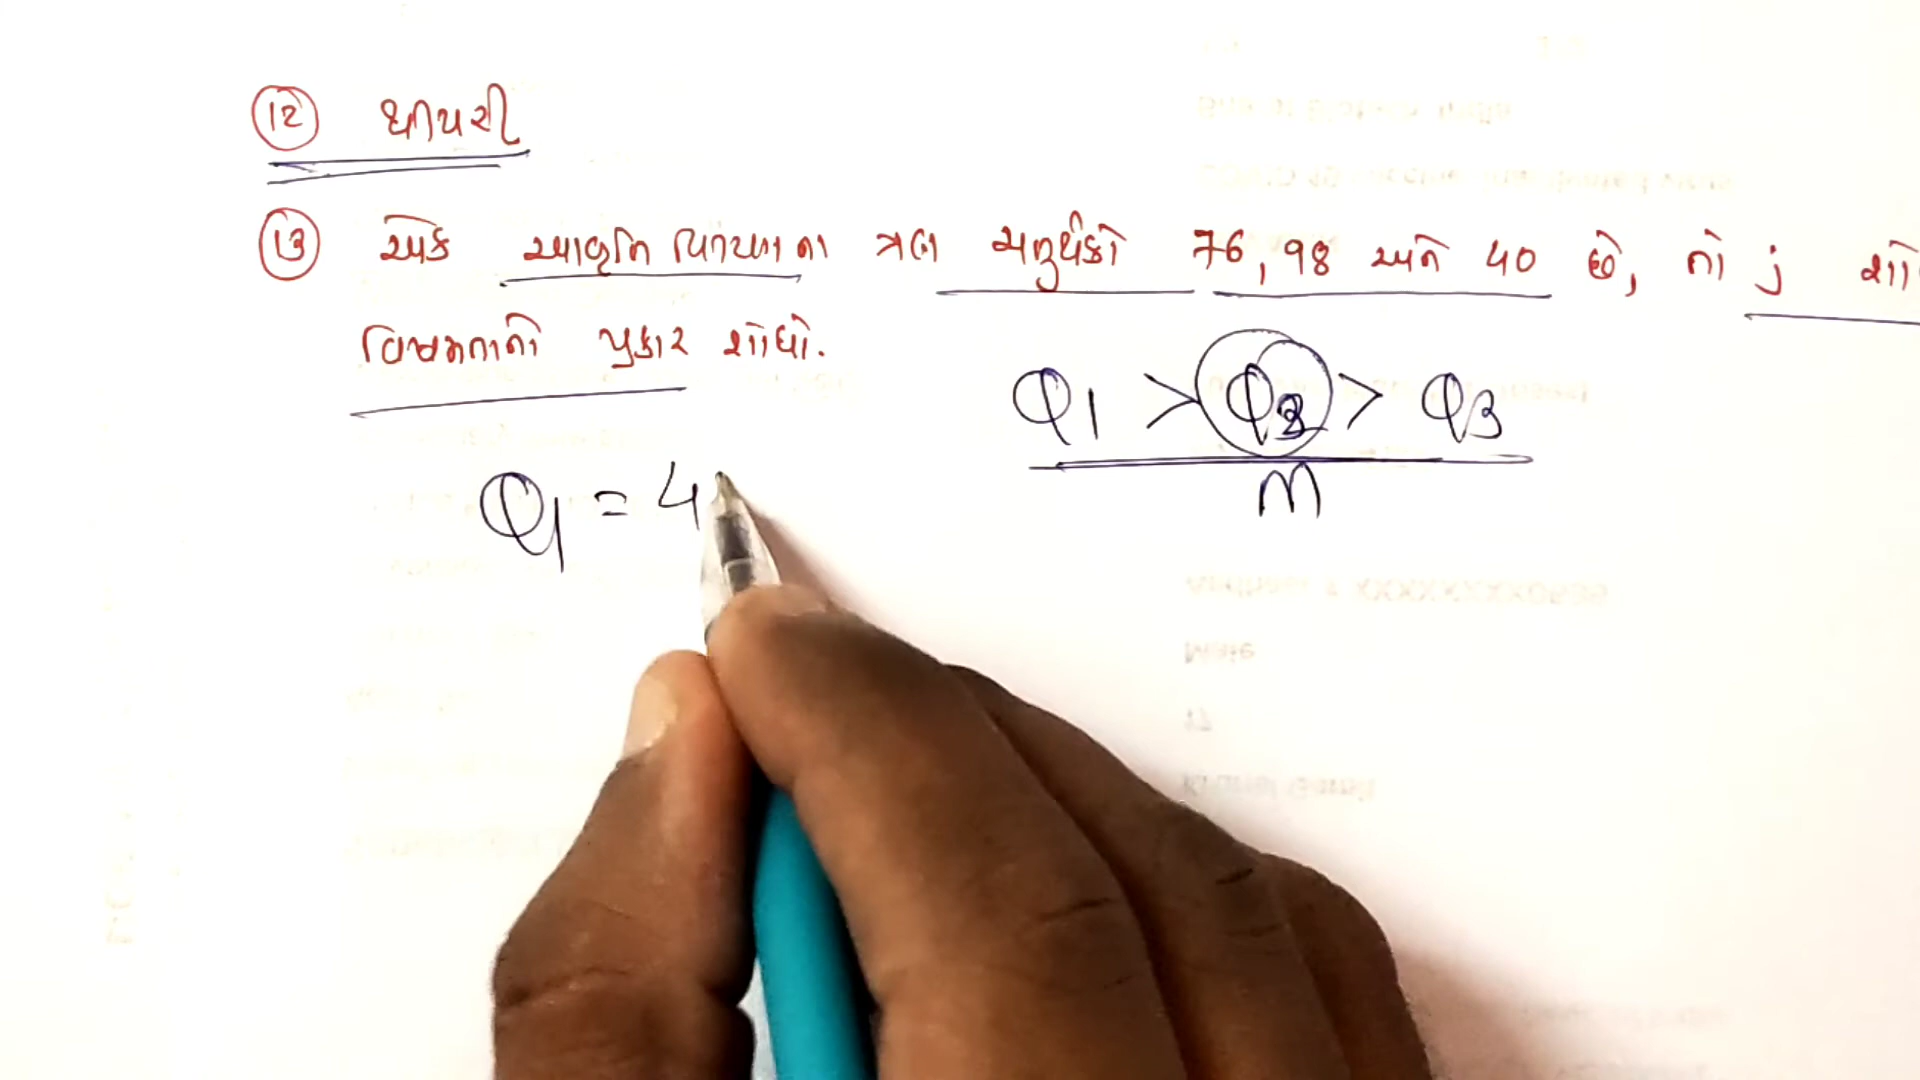 12 થીયરી
13 એક આવૃત્તિ વિતરણના ત્રણ ચતુર્થકો 76, 98 અને 40 છે, તો j
વિષમતાનો પ્રકાર શોધો.
Q1 > Q2 > Q3
M
Q1 = 4